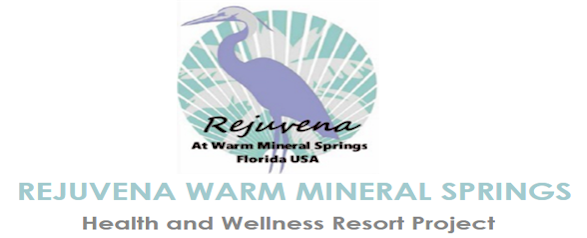 Rejuvena
At Warm Mineral Springs
Florida USA
REJUVENA WARM MINERAL SPRINGS
Health and Wellness Resort Project